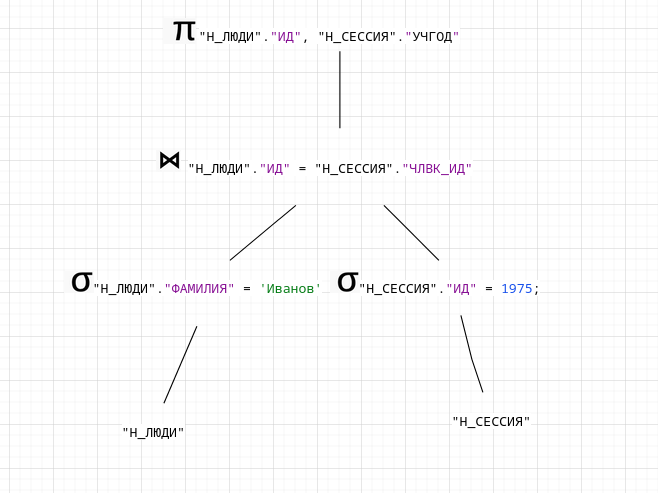 π "Н_ЛЮДИ"."ИД", "Н_СЕССИЯ"."УЧГОД"
⋈ "Н_ЛЮДИ"."ИД" = "Н_СЕССИЯ"."ЧЛВК_ИД"
σ "Н_ЛЮДИ"."ФАМИЛИЯ" = 'Иванов'
σ "Н_СЕССИЯ"."ИД" = 1975;
"Н_ЛЮДИ"
"Н_СЕССИЯ"